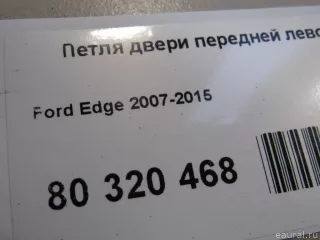 Петля двери передней лево
Ford Edge 2007-2015
80 320 468
eaural.ru